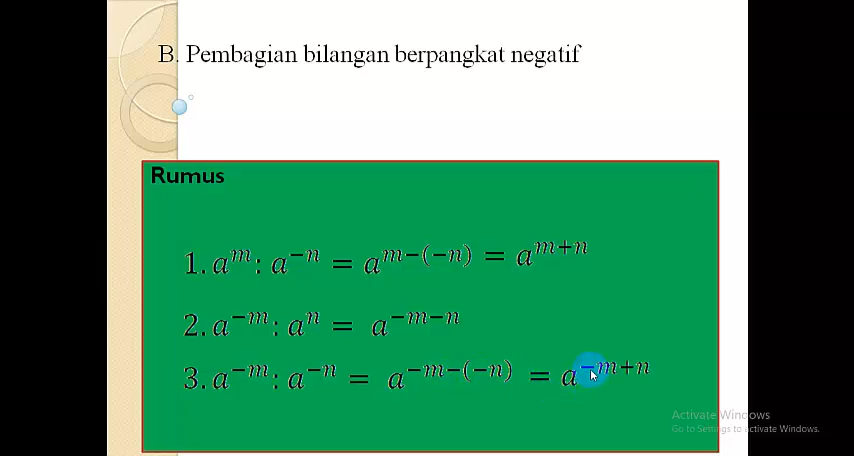 B. Pembagian bilangan berpangkat negatif
Rumus
1. a^m : a^{-n} = a^{m-(-n)} = a^{m+n}
2. a^{-m} : a^n = a^{-m-n}
3. a^{-m} : a^{-n} = a^{-m-(-n)} = a^{-m+n}
Activate Windows
Go to Settings to activate Windows.